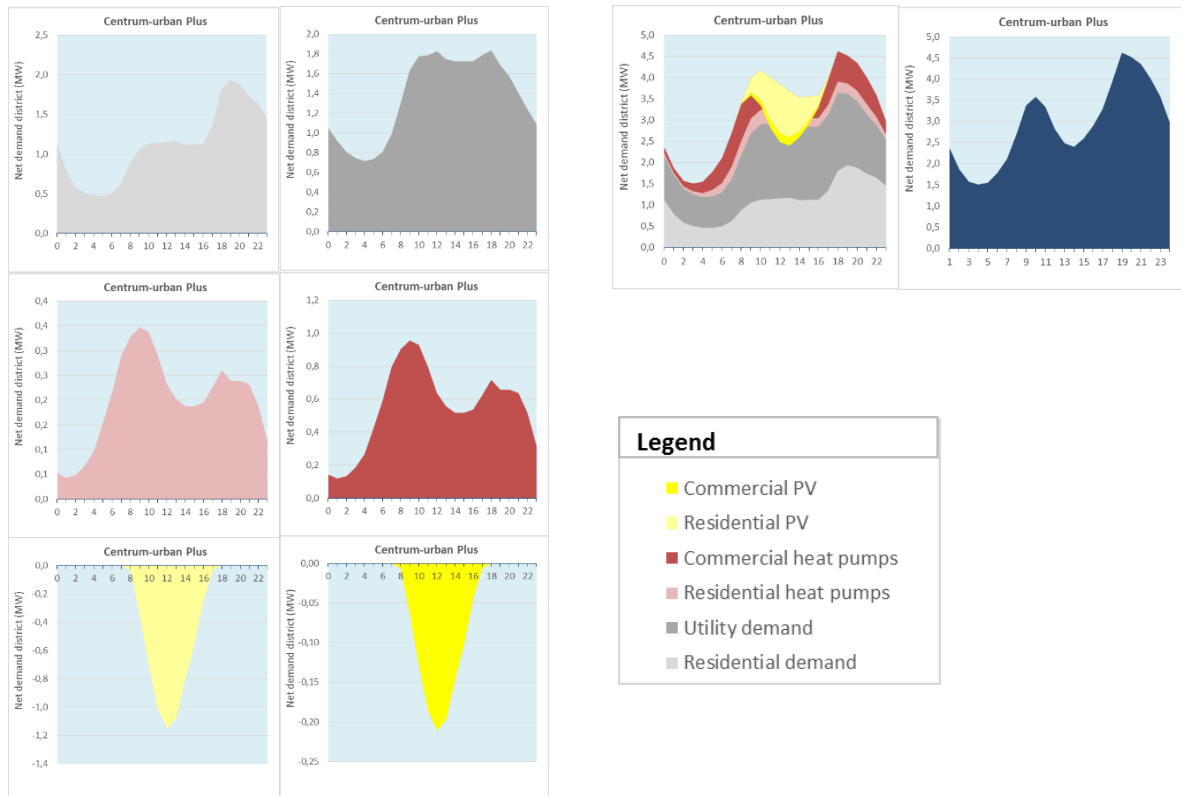 Centrum-urban Plus
Net demand district (MW)
2,5
2,0
1,5
1,0
0,5
0,0
0 2 4 6 8 10 12 14 16 18 20 22
Centrum-urban Plus
Net demand district (MW)
2,0
1,8
1,6
1,4
1,2
1,0
0,8
0,6
0,4
0,2
0,0
0 2 4 6 8 10 12 14 16 18 20 22
Centrum-urban Plus
Net demand district (MW)
5,0
4,5
4,0
3,5
3,0
2,5
2,0
1,5
1,0
0,5
0,0
0 2 4 6 8 10 12 14 16 18 20 22
Centrum-urban Plus
Net demand district (MW)
5,0
4,5
4,0
3,5
3,0
2,5
2,0
1,5
1,0
0,5
0,0
1 3 5 7 9 11 13 15 17 19 21 23
Centrum-urban Plus
Net demand district (MW)
0,4
0,4
0,3
0,3
0,2
0,2
0,1
0,1
0,0
0 2 4 6 8 10 12 14 16 18 20 22
Centrum-urban Plus
Net demand district (MW)
1,2
1,0
0,8
0,6
0,4
0,2
0,0
0 2 4 6 8 10 12 14 16 18 20 22
Legend
Commercial PV
Residential PV
Commercial heat pumps
Residential heat pumps
Utility demand
Residential demand
Centrum-urban Plus
Net demand district (MW)
0,0
0 2 4 6 8 10 12 14 16 18 20 22
-0,2
-0,4
-0,6
-0,8
-1,0
-1,2
-1,4
Centrum-urban Plus
Net demand district (MW)
0,00
0 2 4 6 8 10 12 14 16 18 20 22
-0,05
-0,10
-0,15
-0,20
-0,25